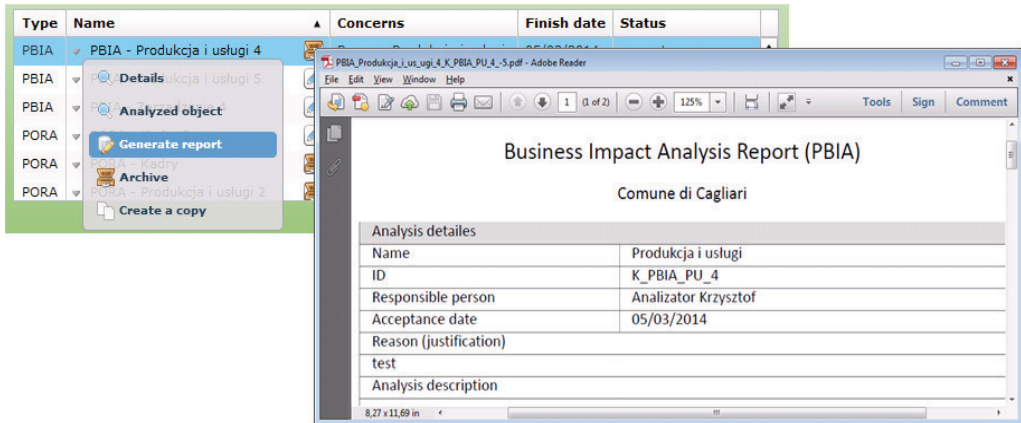 Type Name Concerns Finish date Status
PBIA PBIA - Produkcja i usługi 4
PBIA
PBIA
PORA
PORA PORA - Kadry
PORA PORA - Produkcja i usługi 2
Details
Analyzed object
Generate report
Archive
Create a copy
PBIA_Produkcja_i_us_ugi_4_K_PBIA_PU_4_-5.pdf - Adobe Reader
File Edit View Window Help
1 (1 of 2) 125% Tools Sign Comment
Business Impact Analysis Report (PBIA)
Comune di Cagliari
Analysis detailes
Name Produkcja i usługi
ID K_PBIA_PU_4
Responsible person Analizator Krzysztof
Acceptance date 05/03/2014
Reason (justification)
test
Analysis description
8,27 x 11,69 in